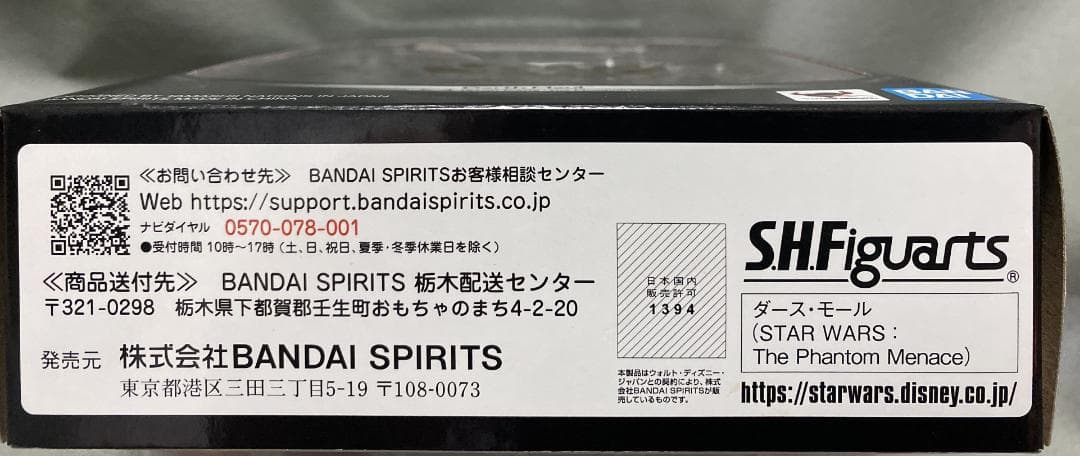 BANDAI
≪お問い合わせ先≫ BANDAI SPIRITSお客様相談センター
Web https://support.bandaispirits.co.jp
ナビダイヤル 0570-078-001
●受付時間 10時~17時(土、日、祝日、夏季・冬季休業日を除く)
≪商品送付先≫ BANDAI SPIRITS 栃木配送センター
〒321-0298 栃木県下都賀郡壬生町おもちゃのまち4-2-20
発売元 株式会社BANDAI SPIRITS
東京都港区三田三丁目5-19 〒108-0073
日本国内
販売許可
1394
本製品はウォルト・ディズニー・
ジャパンとの契約により、株式
会社BANDAI SPIRITSが販
売しているものです。
S.H.Figuarts®
ダース・モール
(STAR WARS:
The Phantom Menace)
https://starwars.disney.co.jp/